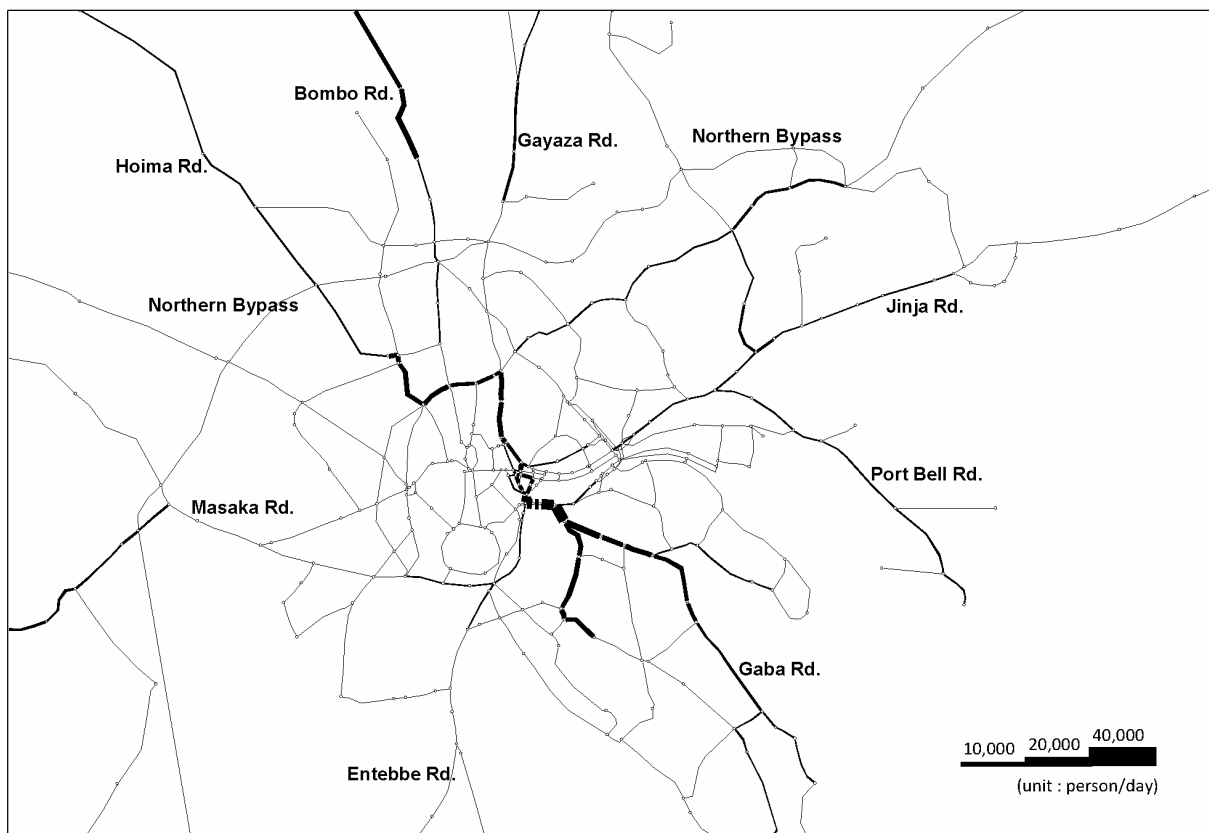 Bombo Rd.
Gayaza Rd.
Northern Bypass
Hoima Rd.
Northern Bypass
Jinja Rd.
Port Bell Rd.
Masaka Rd.
Gaba Rd.
Entebbe Rd.
10,000 20,000 40,000
(unit : person/day)